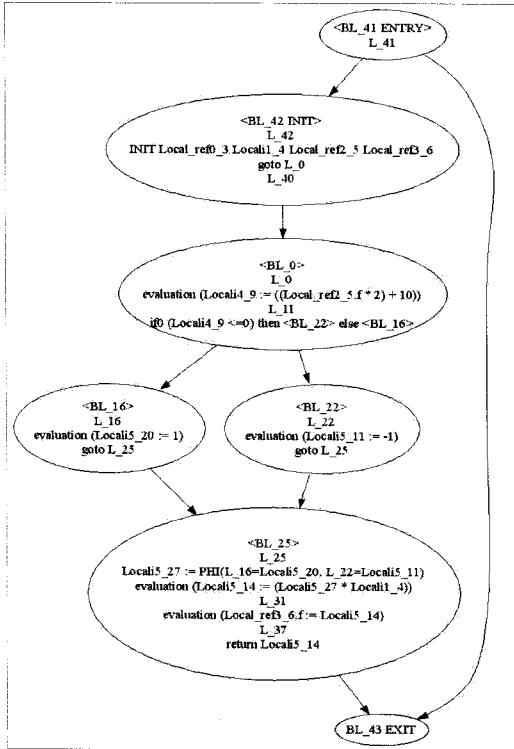 <BL_41 ENTRY>
L_41
<BL_42 INIT>
L_42
INIT Local_ref0_3 Locali1_4 Local_ref2_5 Local_ref3_6
goto L_0
L_40
<BL_0>
L_0
evaluation (Locali4_9 := ((Local_ref2_5.f * 2) + 10))
L_11
if0 (Locali4_9 <=0) then <BL_22> else <BL_16>
<BL_16>
L_16
evaluation (Locali5_20 := 1)
goto L_25
<BL_22>
L_22
evaluation (Locali5_11 := -1)
goto L_25
<BL_25>
L_25
Locali5_27 := PHI(L_16=Locali5_20, L_22=Locali5_11)
evaluation (Locali5_14 := (Locali5_27 * Locali1_4))
L_31
evaluation (Local_ref3_6.f := Locali5_14)
L_37
return Locali5_14
BL_43 EXIT